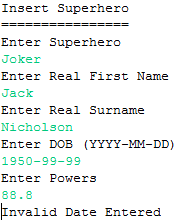 Insert Superhero
================
Enter Superhero
Joker
Enter Real First Name
Jack
Enter Real Surname
Nicholson
Enter DOB (YYYY-MM-DD)
1950-99-99
Enter Powers
88.8
Invalid Date Entered